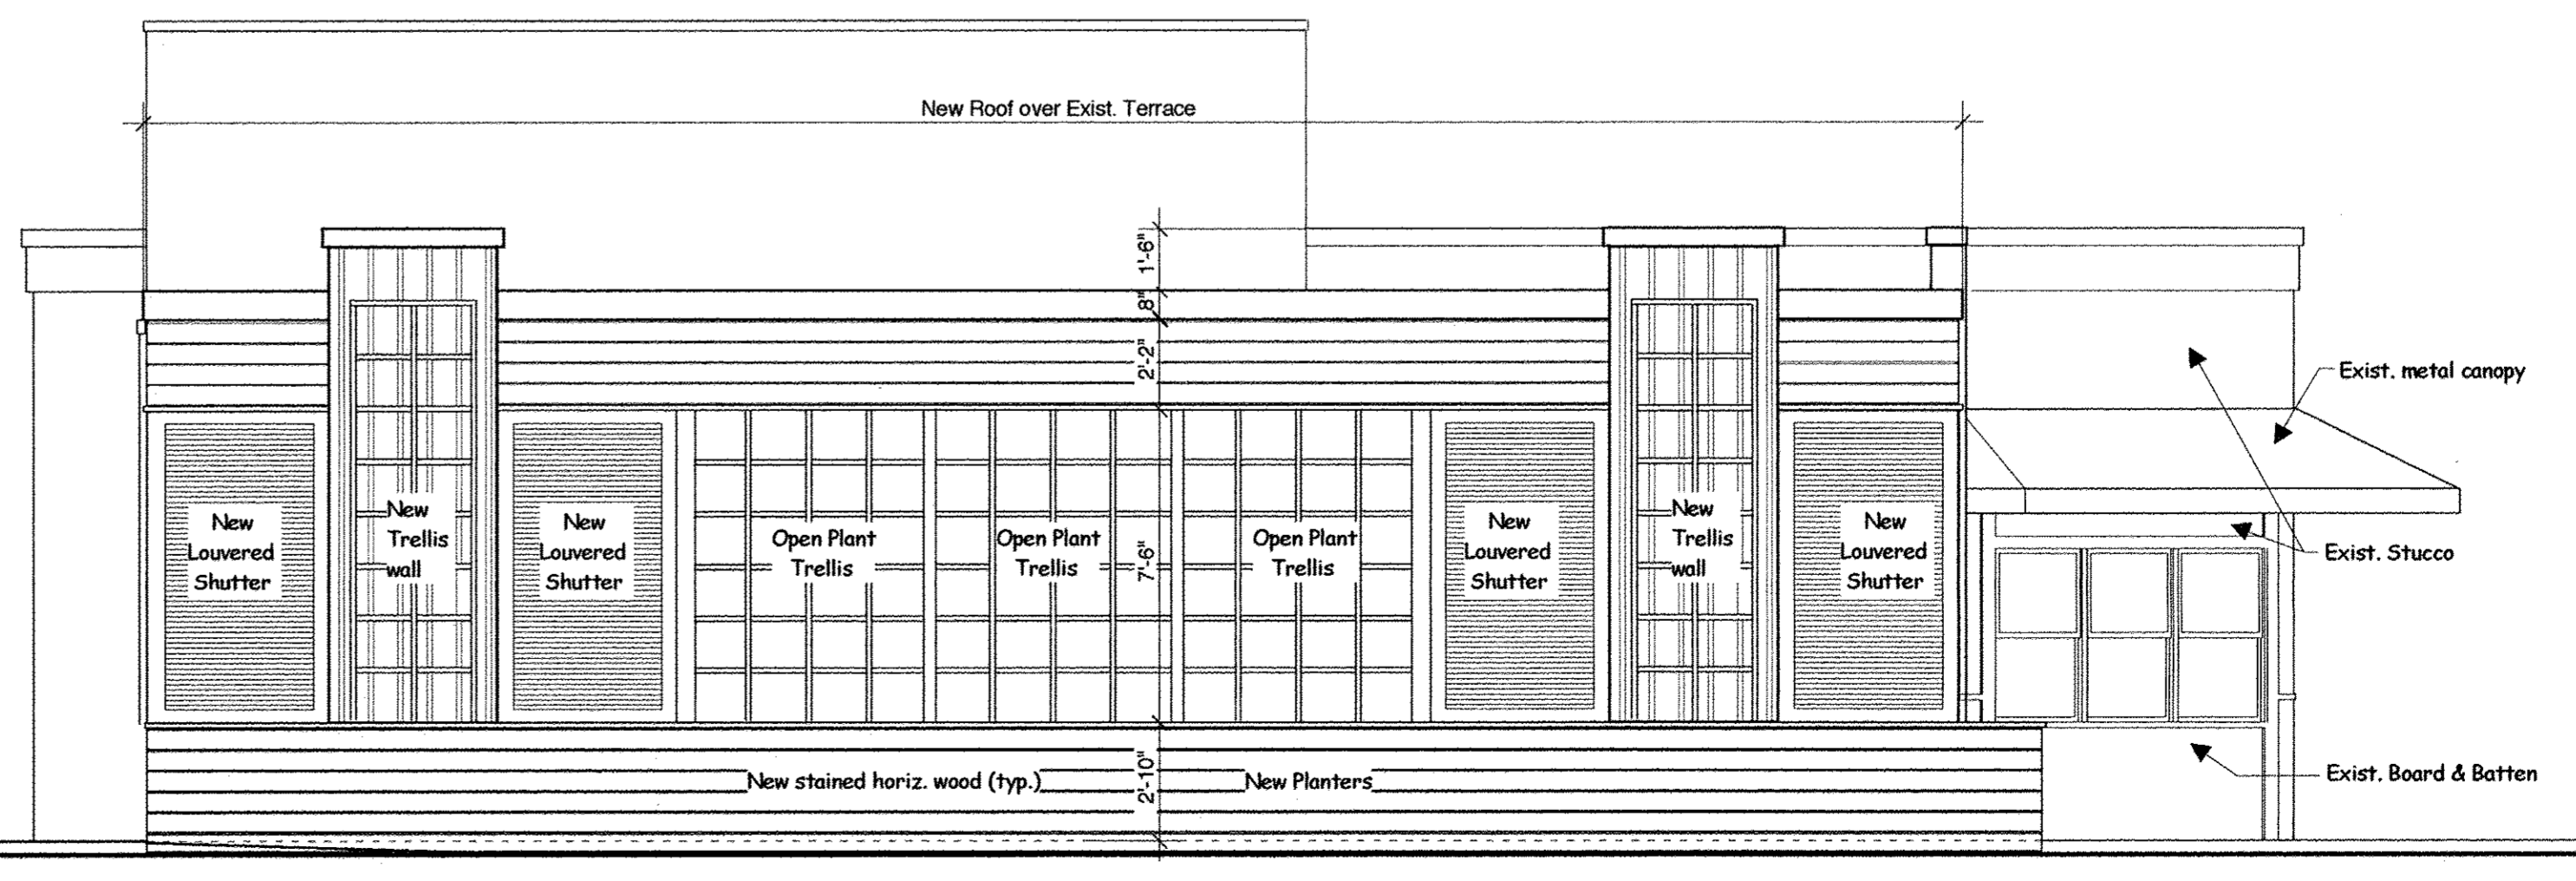 New Roof over Exist. Terrace
1'-6"
8"
2'-2"
Exist. metal canopy
New
Louvered
Shutter
New
Trellis
wall
New
Louvered
Shutter
Open Plant
Trellis
Open Plant
Trellis
7'-6"
Open Plant
Trellis
New
Louvered
Shutter
New
Trellis
wall
New
Louvered
Shutter
Exist. Stucco
New stained horiz. wood (typ.)
2'-10"
New Planters
Exist. Board & Batten